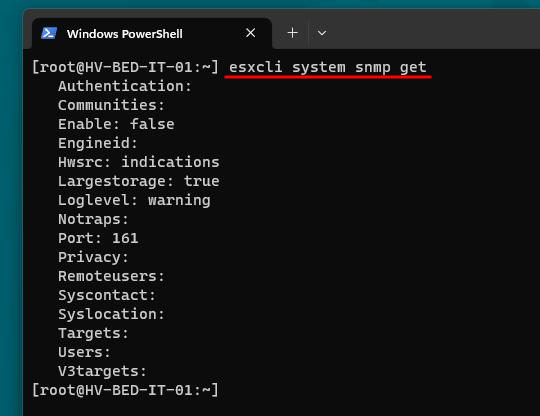 Windows PowerShell
[root@HV-BED-IT-01:~] esxcli system snmp get
   Authentication:
   Communities:
   Enable: false
   Engineid:
   Hwsrc: indications
   Largestorage: true
   Loglevel: warning
   Notraps:
   Port: 161
   Privacy:
   Remoteusers:
   Syscontact:
   Syslocation:
   Targets:
   Users:
   V3targets:
[root@HV-BED-IT-01:~]